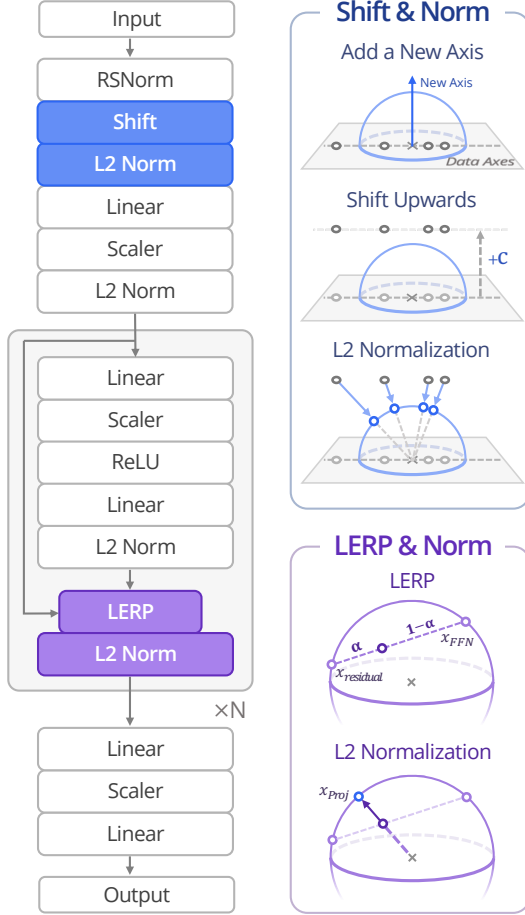 Input
RSNorm
Shift
L2 Norm
Linear
Scaler
L2 Norm
Linear
Scaler
ReLU
Linear
L2 Norm
LERP
L2 Norm
×N
Linear
Scaler
Linear
Output
Shift & Norm
Add a New Axis
New Axis
Data Axes
Shift Upwards
+C
L2 Normalization
LERP & Norm
LERP
α
1−α
x_FFN
x_residual
L2 Normalization
x_Proj